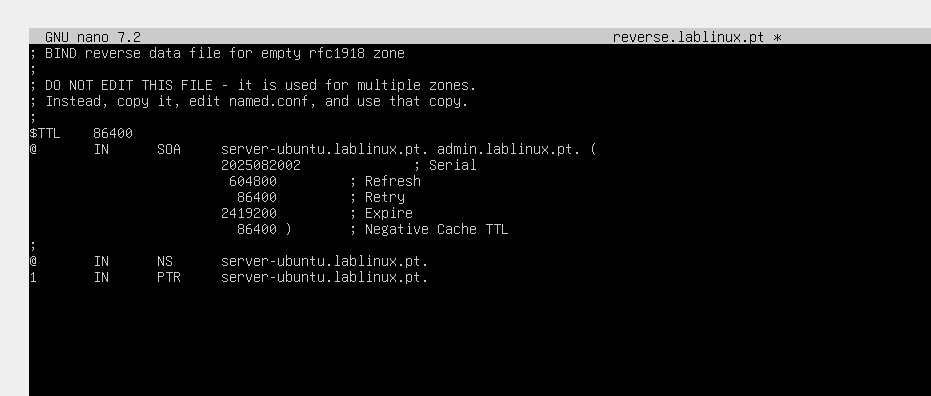 GNU nano 7.2 reverse.lablinux.pt *
; BIND reverse data file for empty rfc1918 zone
;
; DO NOT EDIT THIS FILE - it is used for multiple zones.
; Instead, copy it, edit named.conf, and use that copy.
;
$TTL 86400
@ IN SOA server-ubuntu.lablinux.pt. admin.lablinux.pt. (
2025082002 ; Serial
604800 ; Refresh
86400 ; Retry
2419200 ; Expire
86400 ) ; Negative Cache TTL
;
@ IN NS server-ubuntu.lablinux.pt.
1 IN PTR server-ubuntu.lablinux.pt.